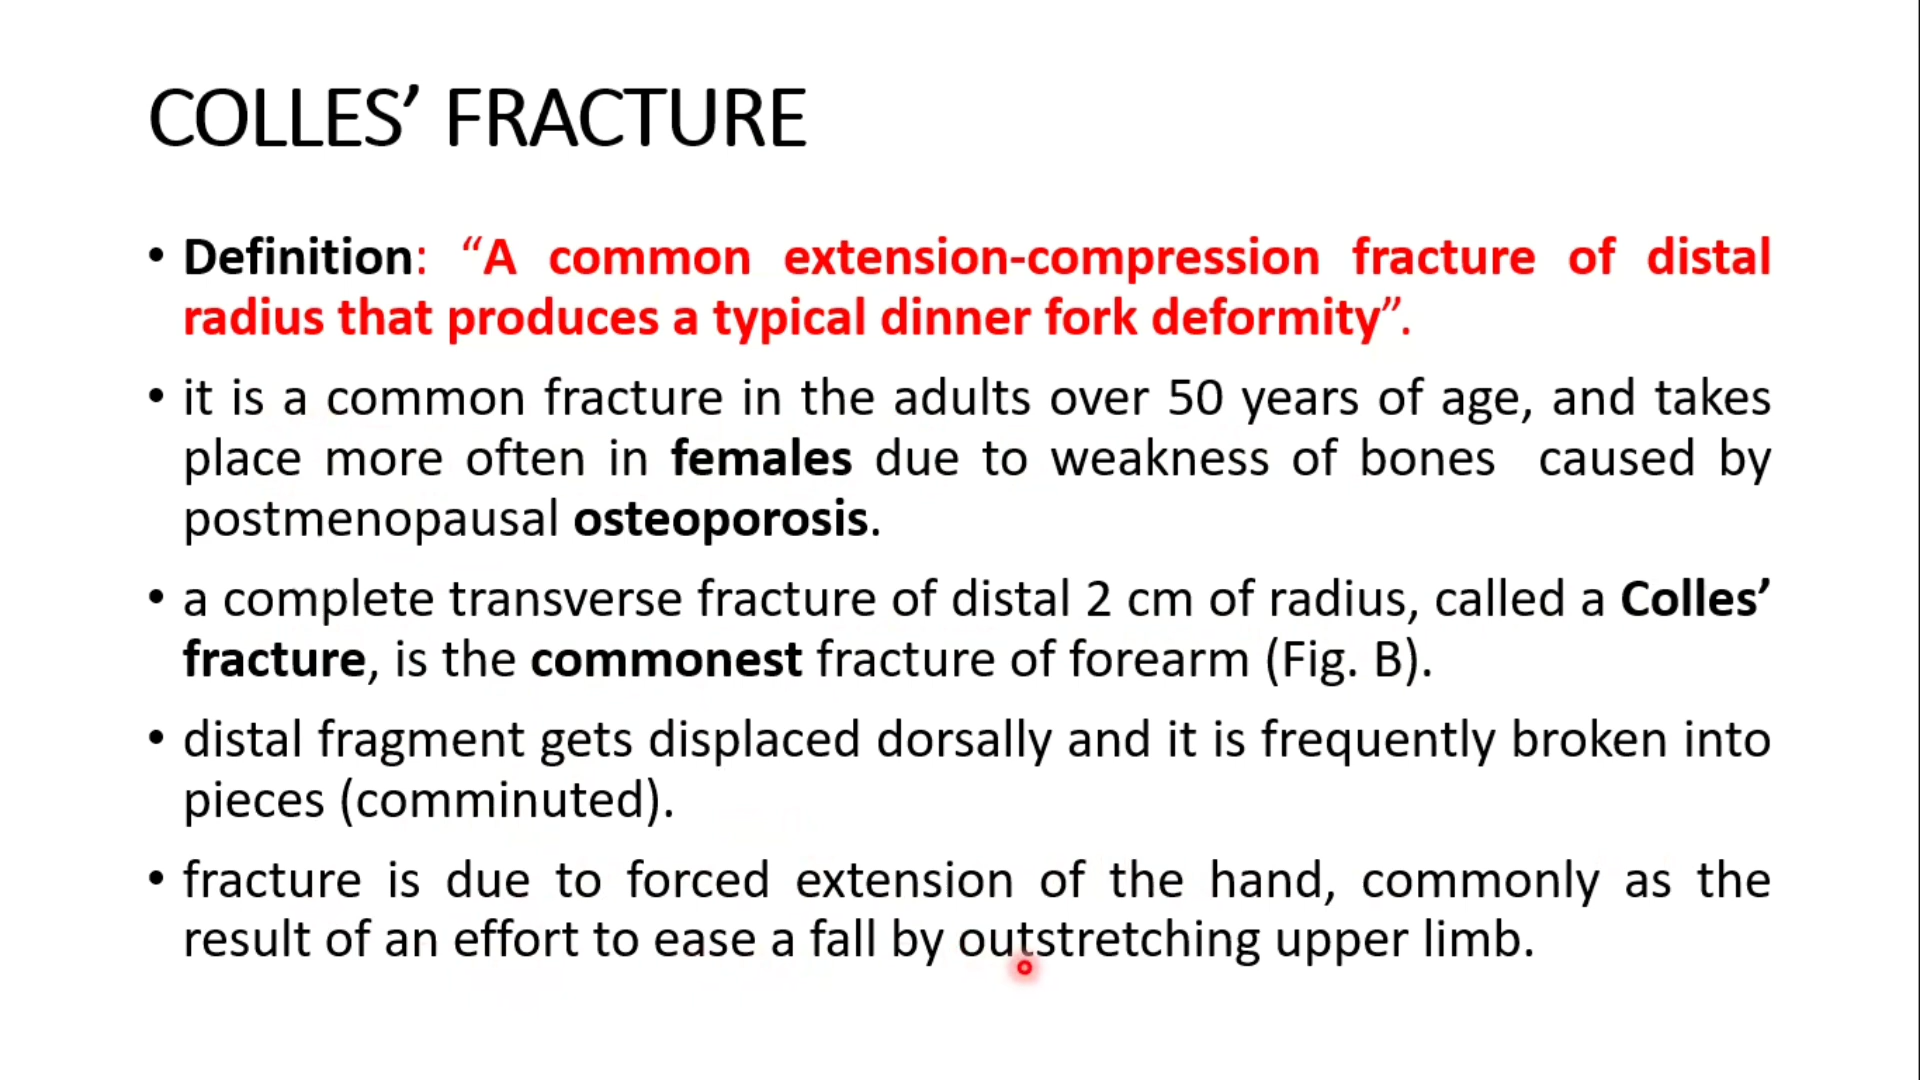 COLLES’ FRACTURE
• Definition: “A common extension-compression fracture of distal
radius that produces a typical dinner fork deformity”.
• it is a common fracture in the adults over 50 years of age, and takes
place more often in females due to weakness of bones caused by
postmenopausal osteoporosis.
• a complete transverse fracture of distal 2 cm of radius, called a Colles’
fracture, is the commonest fracture of forearm (Fig. B).
• distal fragment gets displaced dorsally and it is frequently broken into
pieces (comminuted).
• fracture is due to forced extension of the hand, commonly as the
result of an effort to ease a fall by outstretching upper limb.